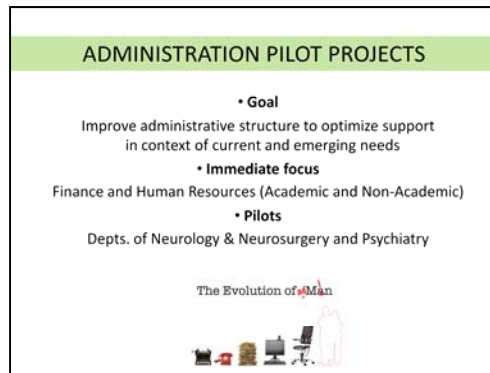 ADMINISTRATION PILOT PROJECTS
• Goal
Improve administrative structure to optimize support
in context of current and emerging needs
• Immediate focus
Finance and Human Resources (Academic and Non-Academic)
• Pilots
Depts. of Neurology & Neurosurgery and Psychiatry
The Evolution of Man